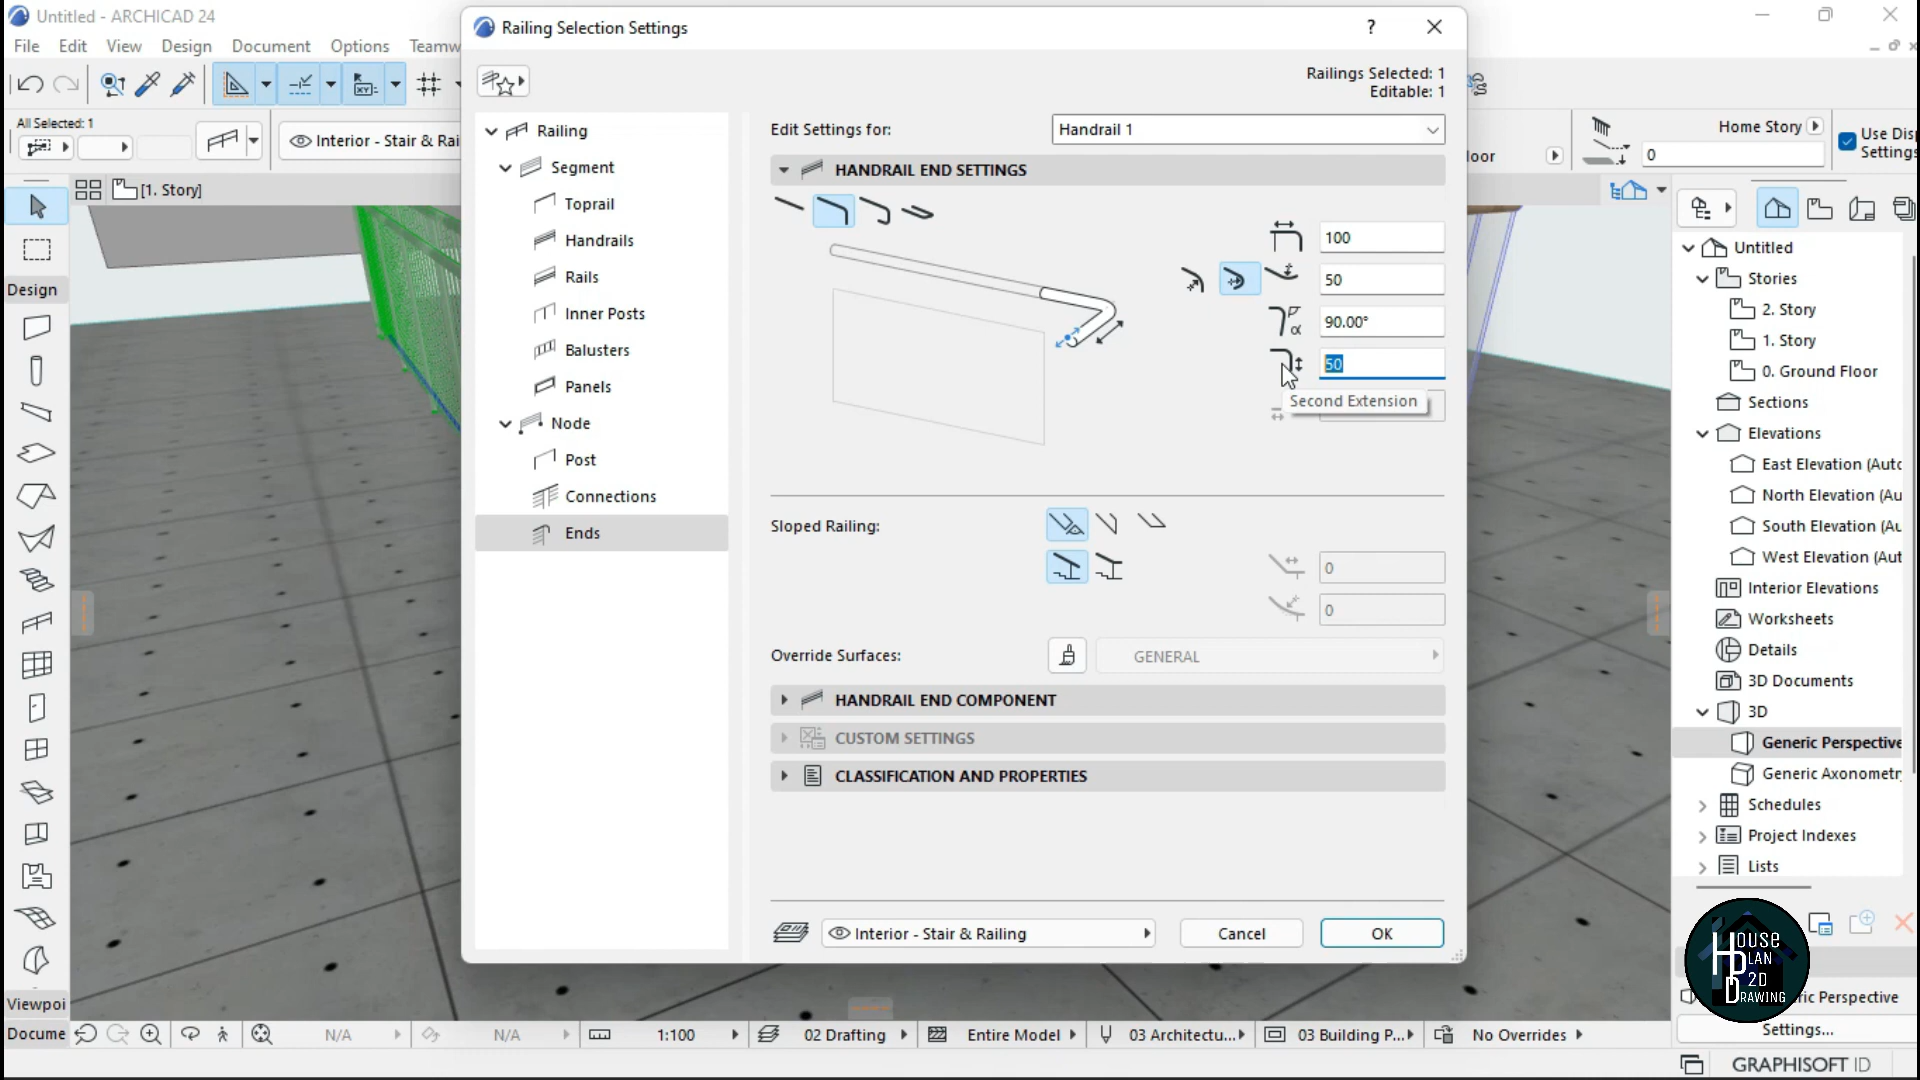 Untitled - ARCHICAD 24
File Edit View Design Document Options Teamw
All Selected: 1
Interior - Stair & Rai
[1. Story]
Design
Viewpoi
Docume
Railing Selection Settings
?
Railings Selected: 1
Editable: 1
Railing
Segment
Toprail
Handrails
Rails
Inner Posts
Balusters
Panels
Node
Post
Connections
Ends
Edit Settings for:
Handrail 1
HANDRAIL END SETTINGS
100
50
α
90.00°
50
Second Extension
Sloped Railing:
0
0
Override Surfaces:
GENERAL
HANDRAIL END COMPONENT
CUSTOM SETTINGS
CLASSIFICATION AND PROPERTIES
Interior - Stair & Railing
Cancel
OK
loor
Home Story
0
Use Disp
Settings
Untitled
Stories
2. Story
1. Story
0. Ground Floor
Sections
Elevations
East Elevation (Auto
North Elevation (Au
South Elevation (Au
West Elevation (Aut
Interior Elevations
Worksheets
Details
3D Documents
3D
Generic Perspective
Generic Axonometr
Schedules
Project Indexes
Lists
House
Plan
2D
Drawing
ric Perspective
Settings...
N/A
N/A
1:100
02 Drafting
Entire Model
03 Architectu...
03 Building P...
No Overrides
GRAPHISOFT ID